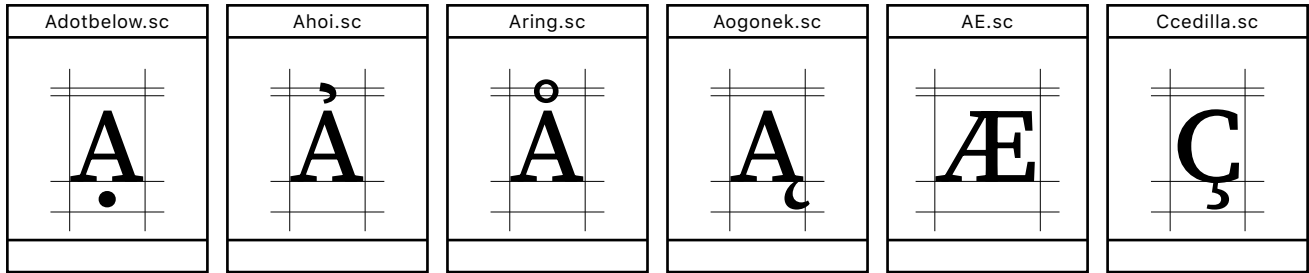 Adotbelow.sc Ahoi.sc Aring.sc Aogonek.sc AE.sc Ccedilla.sc
Ạ Ả Å Ą Æ Ç